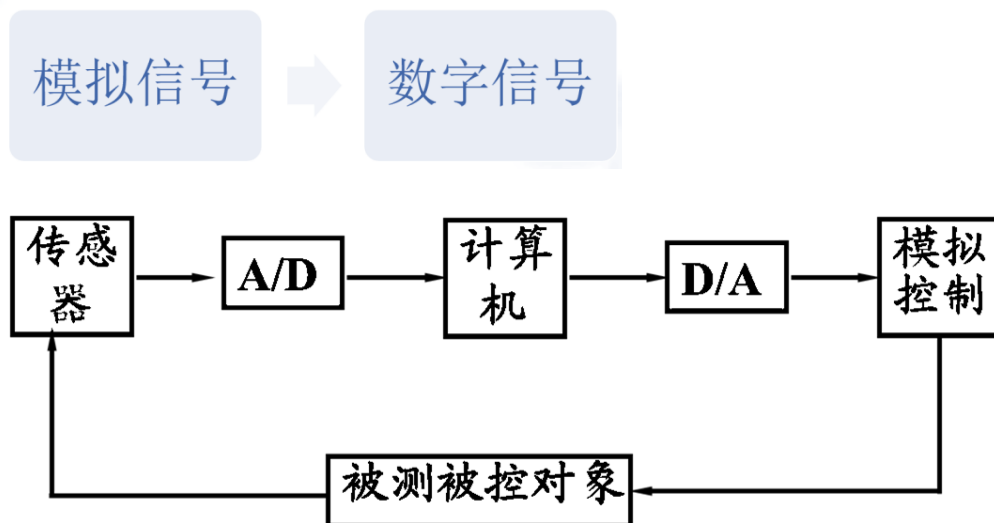 模拟信号
数字信号
传感
器
A/D
计算
机
D/A
模拟
控制
被测被控对象